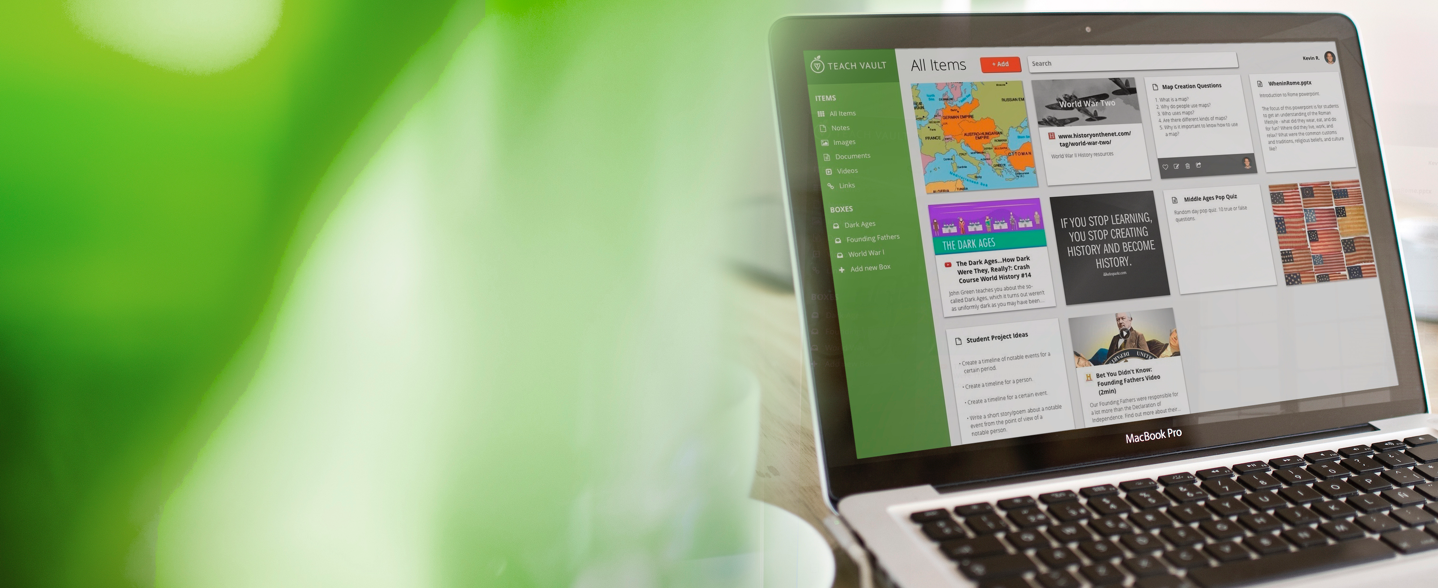 TEACH VAULT
All Items
+ Add
Search
Kevin R.
ITEMS
All Items
Notes
Images
Documents
Videos
Links
BOXES
Dark Ages
Founding Fathers
World War I
Add new Box
RUSSIAN EM
GERMAN EMPIRE
FRANCE
AUSTRO-HUNGARIAN
EMPIRE
OTTOMAN
World War Two
www.historyonthenet.com/
tag/world-war-two/
World War II History resources
Map Creation Questions
1. What is a map?
2. Why do people use maps?
3. Who uses maps?
4. Are there different kinds of maps?
5. Why is it important to know how to use
a map?
WheninRome.pptx
Introduction to Rome powerpoint.
The focus of this powerpoint is for students
to get an understanding of the Roman
lifestyle - what did they wear, eat, and do
for fun? Where did they live, work, and
relax? What were the common customs
and traditions, religious beliefs, and culture
like?
THE DARK AGES
The Dark Ages...How Dark
Were They, Really?: Crash
Course World History #14
John Green teaches you about the so-
called Dark Ages, which it turns out weren't
as uniformly dark as you may have been...
IF YOU STOP LEARNING,
YOU STOP CREATING
HISTORY AND BECOME
HISTORY.
Middle Ages Pop Quiz
Random day pop quiz. 10 true or false
questions.
Student Project Ideas
• Create a timeline of notable events for a
certain period.
• Create a timeline for a person.
• Create a timeline for a certain event.
• Write a short story/poem about a notable
event from the point of view of a
notable person.
Bet You Didn't Know:
Founding Fathers Video
(2min)
Our Founding Fathers were responsible for
a lot more than the Declaration of
Independence. Find out more about their...
MacBook Pro